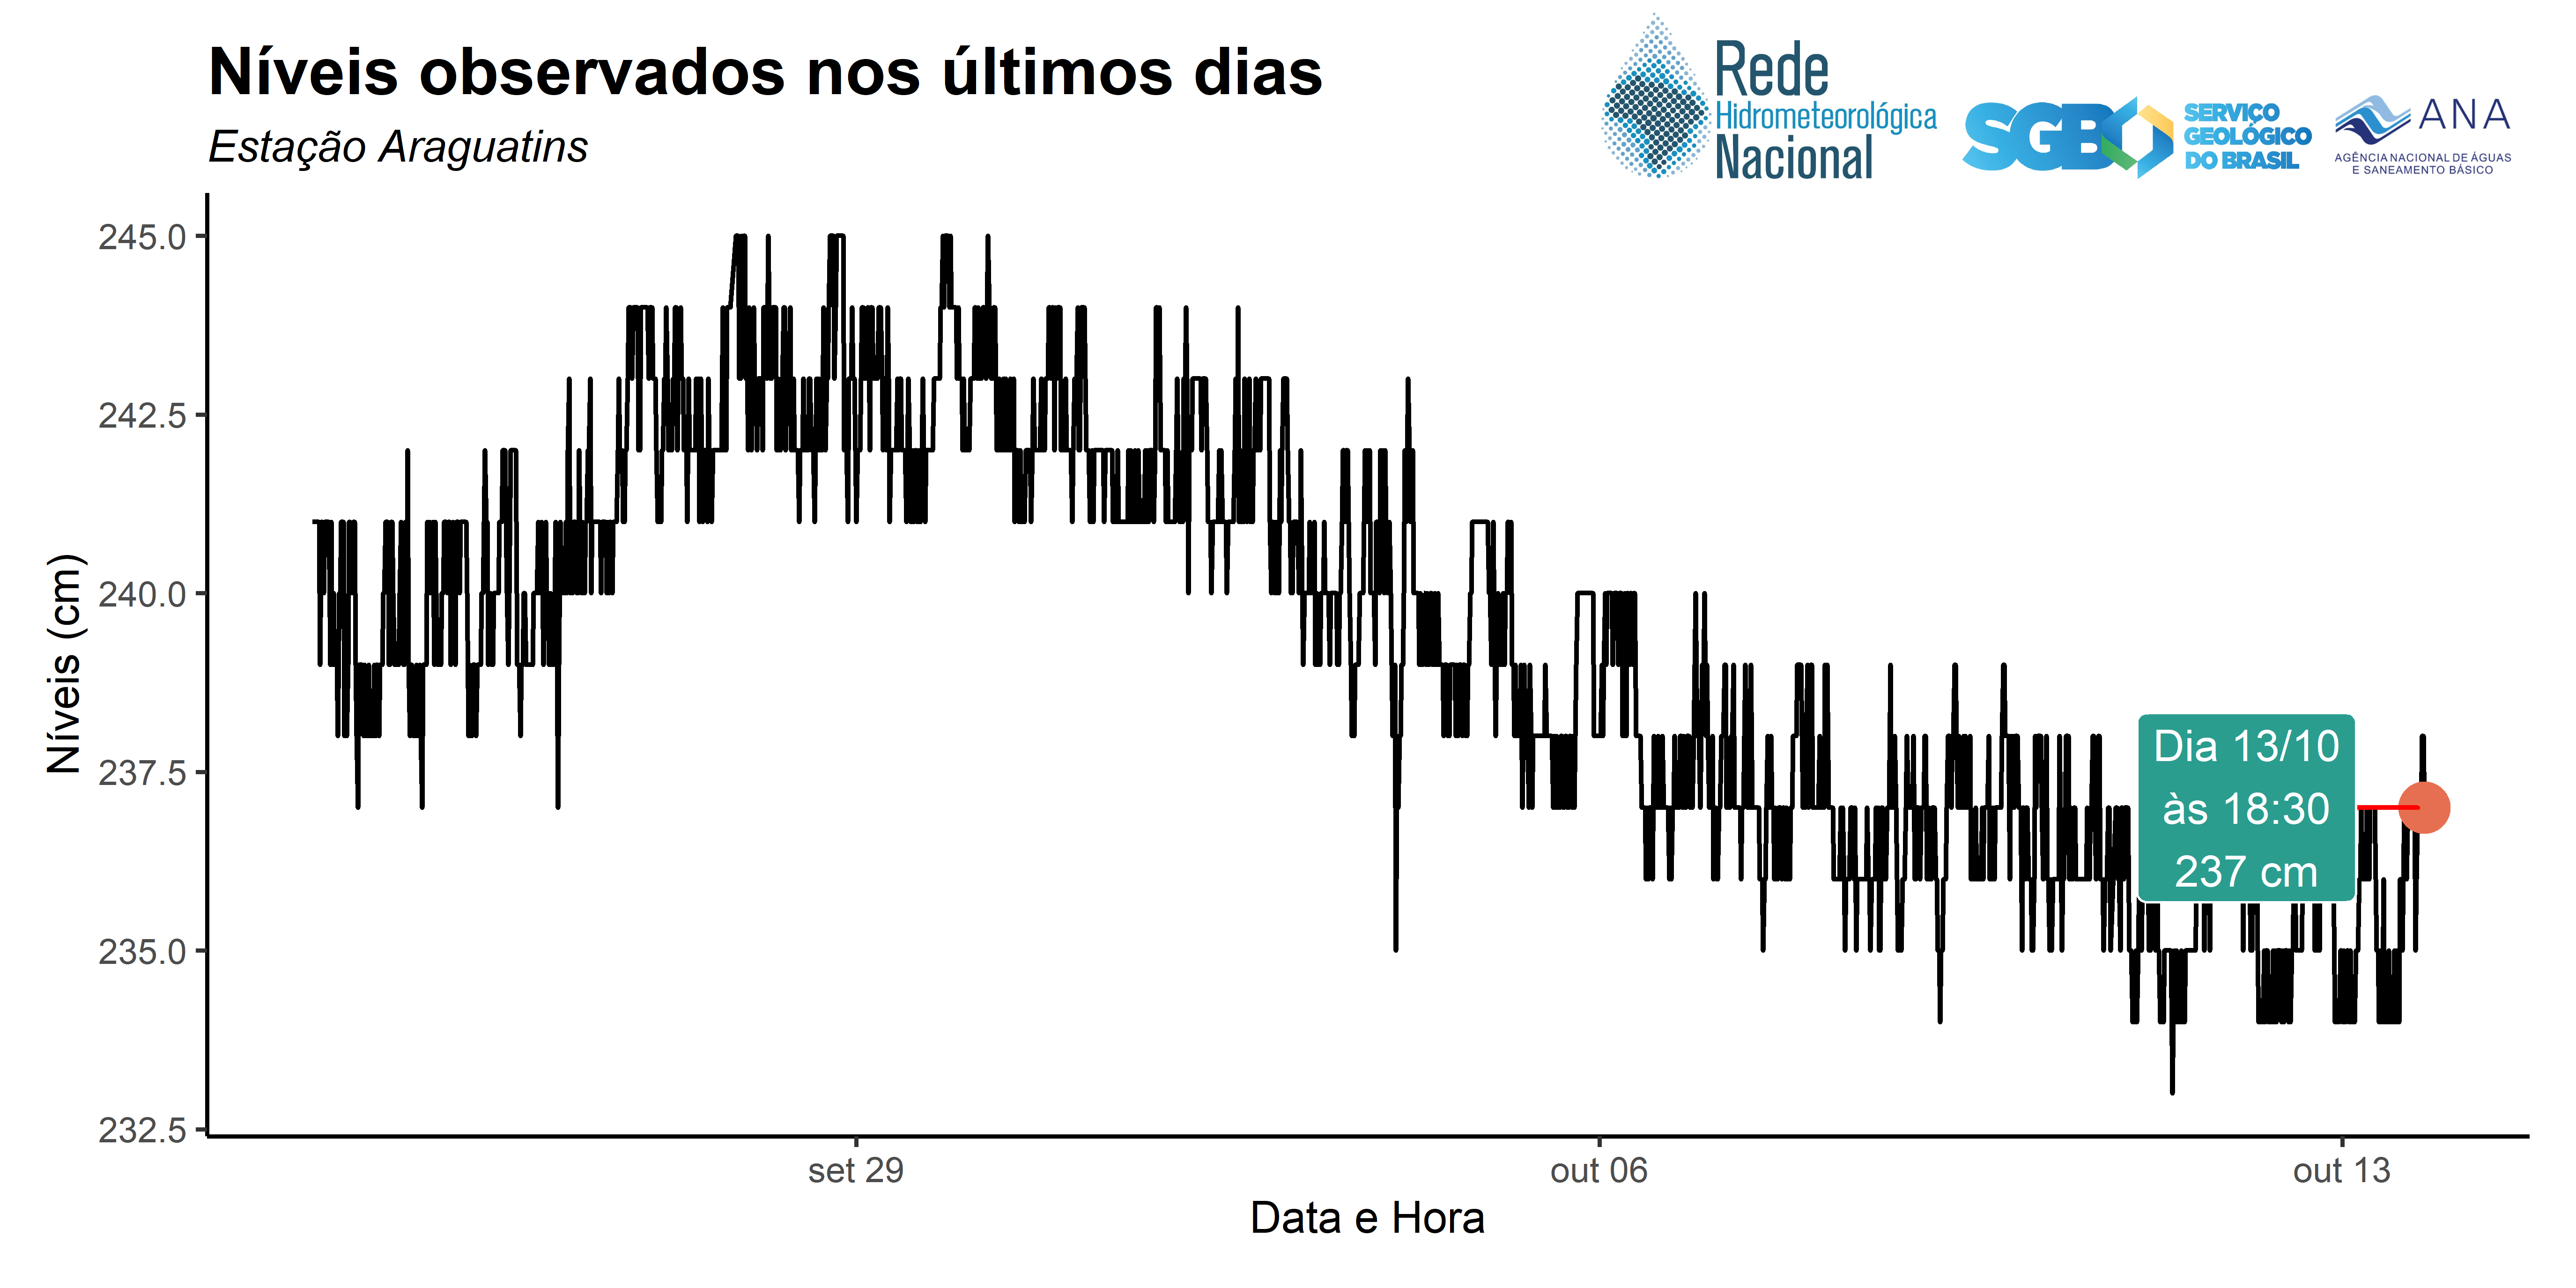 Níveis observados nos últimos dias
Estação Araguatins
Rede
Hidrometeorológica
Nacional
SGB
SERVIÇO
GEOLÓGICO
DO BRASIL
ANA
AGÊNCIA NACIONAL DE ÁGUAS
E SANEAMENTO BÁSICO
Níveis (cm)
245.0
242.5
240.0
237.5
235.0
232.5
Dia 13/10
às 18:30
237 cm
set 29
out 06
out 13
Data e Hora